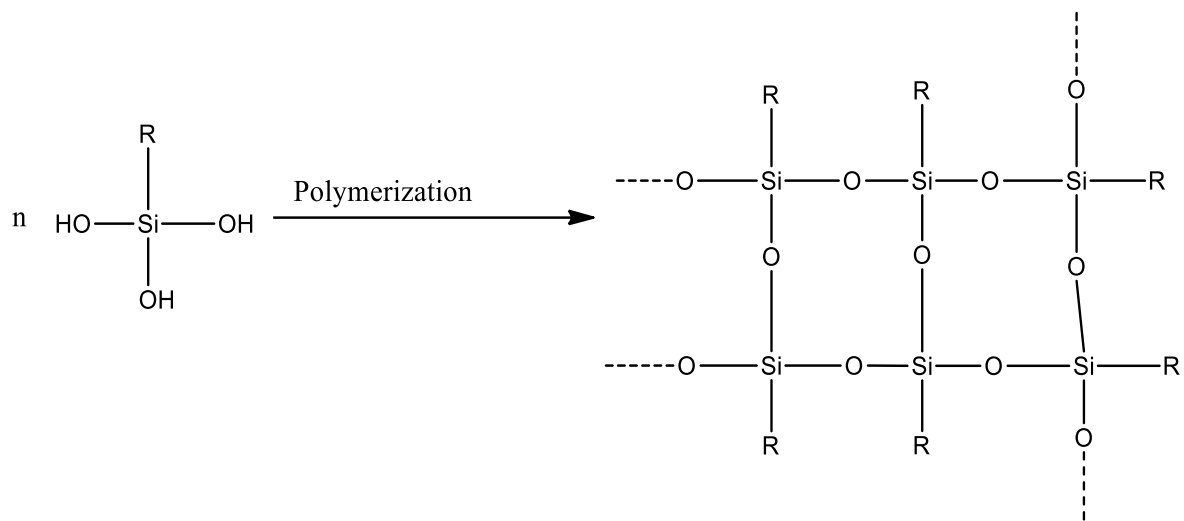 O
R R
R
Polymerization O Si O Si O Si R
n HO Si OH
O O O
OH
O Si O Si O Si R
R R O